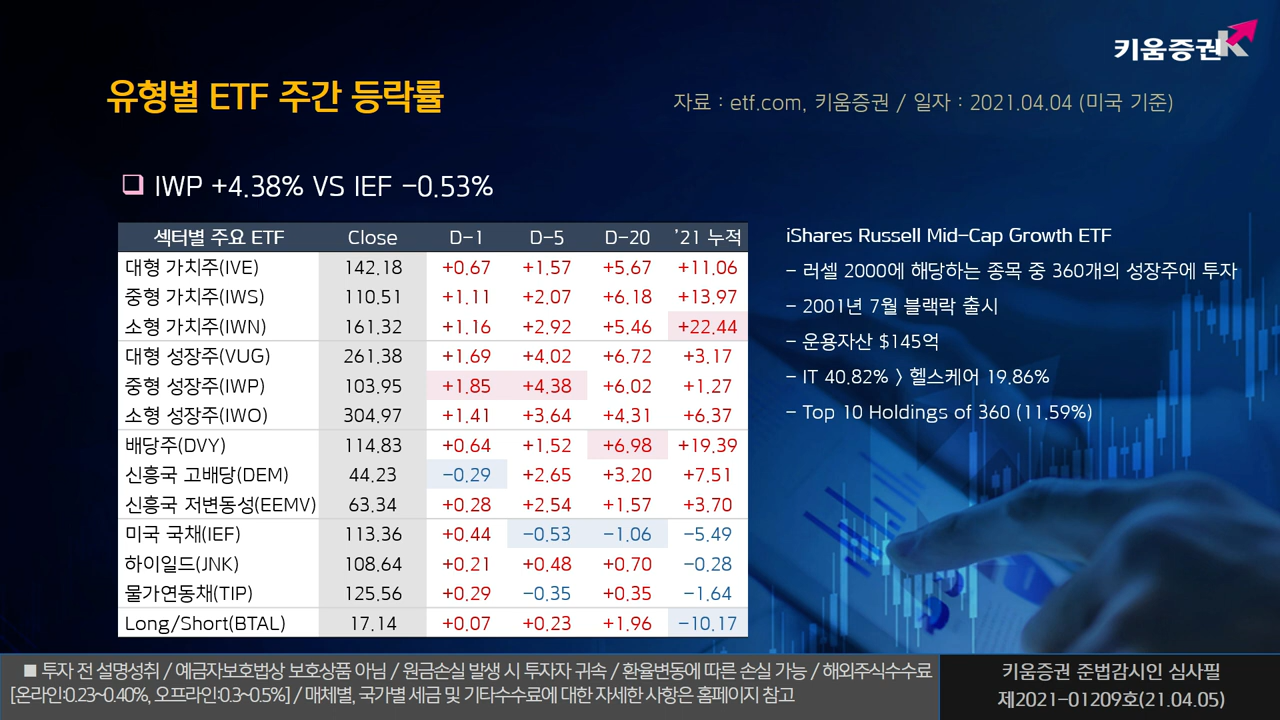 키움증권
유형별 ETF 주간 등락률
자료 : etf.com, 키움증권 / 일자 : 2021.04.04 (미국 기준)
❑ IWP +4.38% VS IEF -0.53%
섹터별 주요 ETF Close D-1 D-5 D-20 '21 누적
대형 가치주(IVE) 142.18 +0.67 +1.57 +5.67 +11.06
중형 가치주(IWS) 110.51 +1.11 +2.07 +6.18 +13.97
소형 가치주(IWN) 161.32 +1.16 +2.92 +5.46 +22.44
대형 성장주(VUG) 261.38 +1.69 +4.02 +6.72 +3.17
중형 성장주(IWP) 103.95 +1.85 +4.38 +6.02 +1.27
소형 성장주(IWO) 304.97 +1.41 +3.64 +4.31 +6.37
배당주(DVY) 114.83 +0.64 +1.52 +6.98 +19.39
신흥국 고배당(DEM) 44.23 -0.29 +2.65 +3.20 +7.51
신흥국 저변동성(EEMV) 63.34 +0.28 +2.54 +1.57 +3.70
미국 국채(IEF) 113.36 +0.44 -0.53 -1.06 -5.49
하이일드(JNK) 108.64 +0.21 +0.48 +0.70 -0.28
물가연동채(TIP) 125.56 +0.29 -0.35 +0.35 -1.64
Long/Short(BTAL) 17.14 +0.07 +0.23 +1.96 -10.17
iShares Russell Mid-Cap Growth ETF
- 러셀 2000에 해당하는 종목 중 360개의 성장주에 투자
- 2001년 7월 블랙락 출시
- 운용자산 $145억
- IT 40.82% > 헬스케어 19.86%
- Top 10 Holdings of 360 (11.59%)
■ 투자 전 설명성취 / 예금자보호법상 보호상품 아님 / 원금손실 발생 시 투자자 귀속 / 환율변동에 따른 손실 가능 / 해외주식수수료
[온라인:0.23~0.40%, 오프라인:0.3~0.5%] / 매체별, 국가별 세금 및 기타수수료에 대한 자세한 사항은 홈페이지 참고
키움증권 준법감시인 심사필
제2021-01209호(21.04.05)